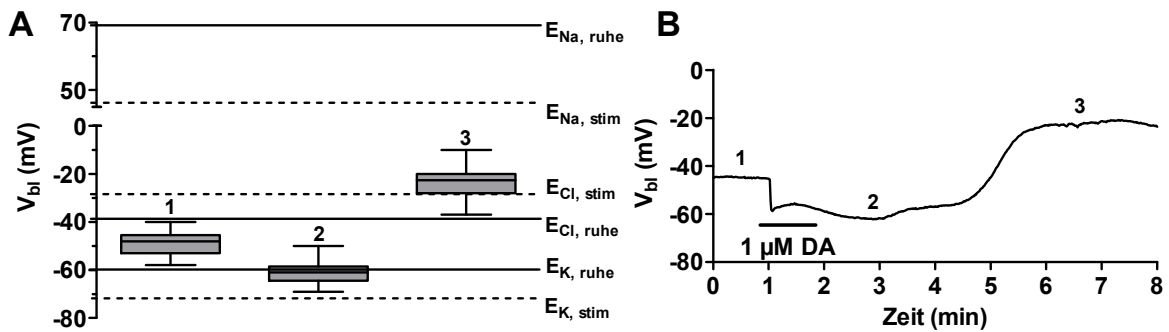 A
70
50
0
-20
-40
-60
-80
V_bl (mV)
1
2
3
E_Na, ruhe
E_Na, stim
E_Cl, stim
E_Cl, ruhe
E_K, ruhe
E_K, stim
B
0
-20
-40
-60
-80
V_bl (mV)
1
2
3
1 µM DA
0 1 2 3 4 5 6 7 8
Zeit (min)